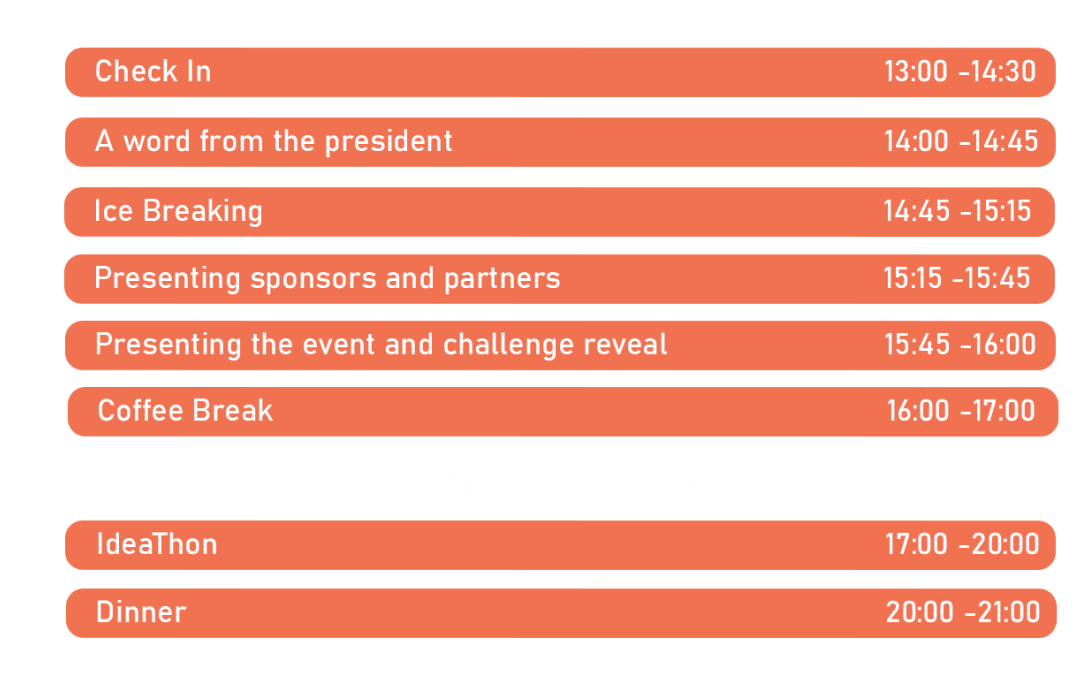 Check In 13:00 -14:30
A word from the president 14:00 -14:45
Ice Breaking 14:45 -15:15
Presenting sponsors and partners 15:15 -15:45
Presenting the event and challenge reveal 15:45 -16:00
Coffee Break 16:00 -17:00
IdeaThon 17:00 -20:00
Dinner 20:00 -21:00